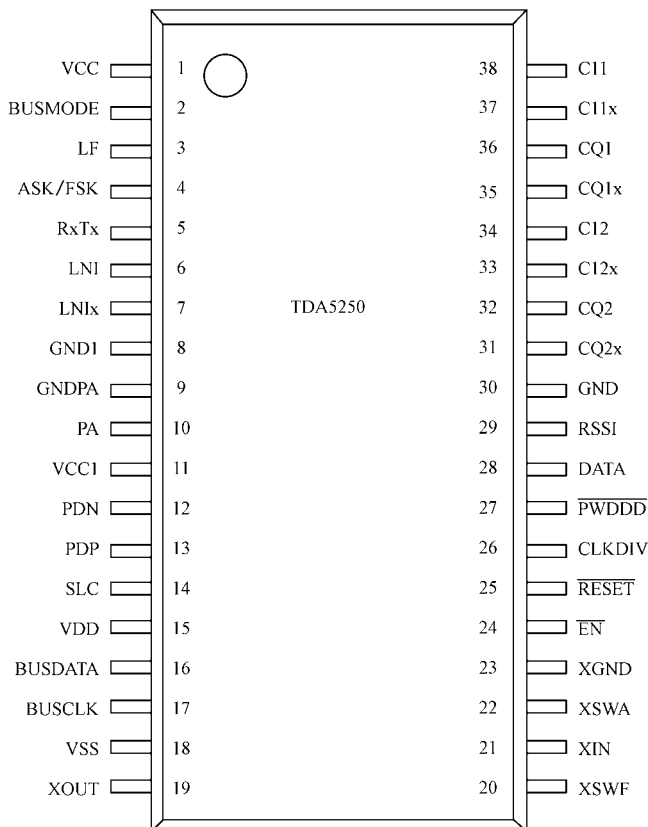 VCC 1 38 C11
BUSMODE 2 37 C11x
LF 3 36 CQ1
ASK/FSK 4 35 CQ1x
RxTx 5 34 C12
LNI 6 33 C12x
LNIx 7 TDA5250 32 CQ2
GND1 8 31 CQ2x
GNDPA 9 30 GND
PA 10 29 RSSI
VCC1 11 28 DATA
PDN 12 27 PWDDD
PDP 13 26 CLKDIV
SLC 14 25 RESET
VDD 15 24 EN
BUSDATA 16 23 XGND
BUSCLK 17 22 XSWA
VSS 18 21 XIN
XOUT 19 20 XSWF